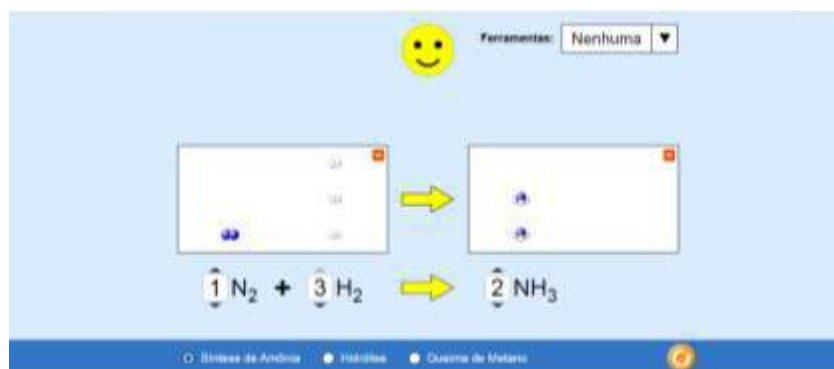 Ferramentas: Nenhuma
1 N2 + 3 H2 2 NH3
Síntese de Amônia Hidrólise Queima de Metano